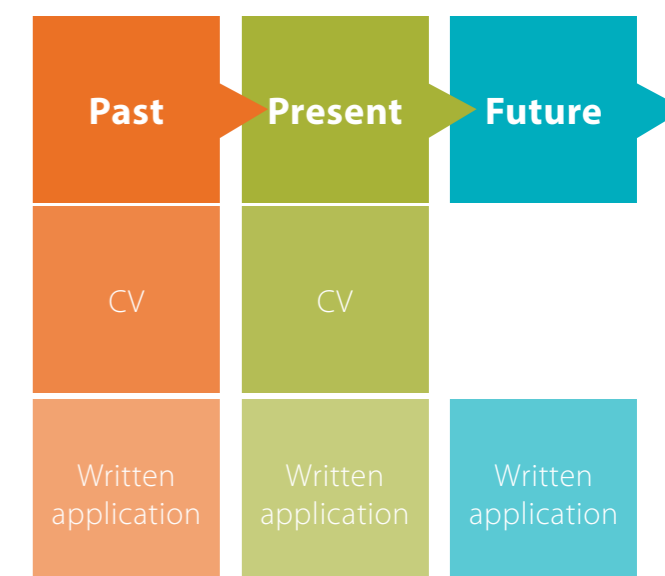 Past
Present
Future
CV
CV
Written
application
Written
application
Written
application